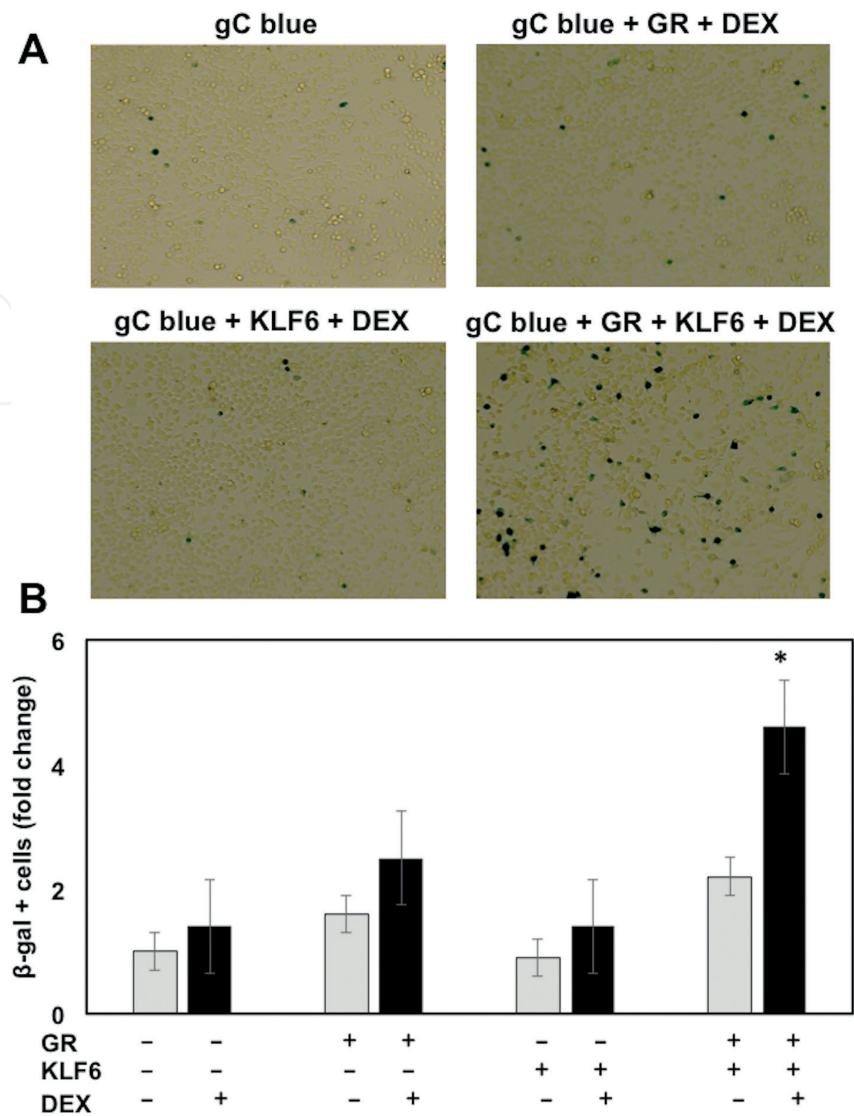 A
gC blue
gC blue + GR + DEX
gC blue + KLF6 + DEX
gC blue + GR + KLF6 + DEX
B
β-gal + cells (fold change)
6
4
2
0
*
GR – – + + – – + +
KLF6 – – – – + + + +
DEX – + – + – + – +